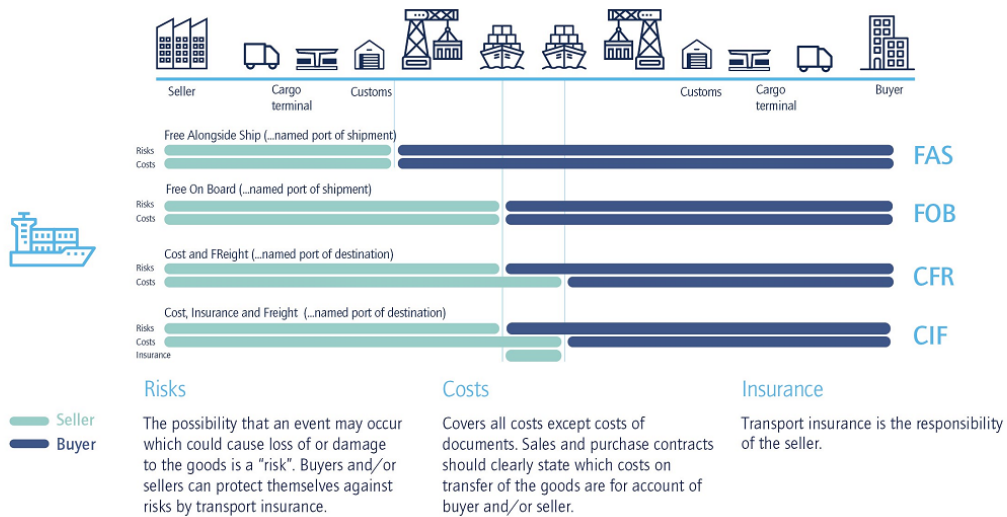 Seller
Cargo
terminal
Customs
Customs
Cargo
terminal
Buyer
Free Alongside Ship (...named port of shipment)
Risks
Costs
FAS
Free On Board (...named port of shipment)
Risks
Costs
FOB
Cost and FReight (...named port of destination)
Risks
Costs
CFR
Cost, Insurance and Freight (...named port of destination)
Risks
Costs
Insurance
CIF
Seller
Buyer
Risks
The possibility that an event may occur
which could cause loss of or damage
to the goods is a “risk”. Buyers and/or
sellers can protect themselves against
risks by transport insurance.
Costs
Covers all costs except costs of
documents. Sales and purchase contracts
should clearly state which costs on
transfer of the goods are for account of
buyer and/or seller.
Insurance
Transport insurance is the responsibility
of the seller.